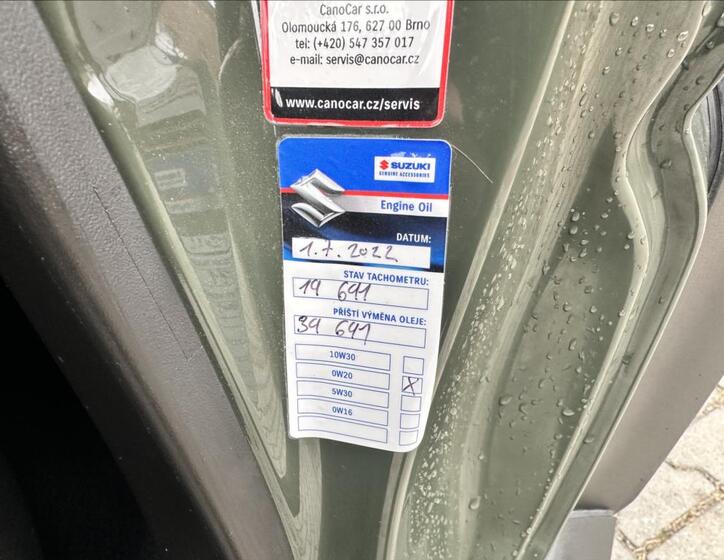 CanoCar s.r.o.
Olomoucká 176, 627 00 Brno
tel: (+420) 547 357 017
e-mail: servis@canocar.cz
www.canocar.cz/servis
SUZUKI
GENUINE ACCESSORIES
Engine Oil
DATUM:
1.7.2022
STAV TACHOMETRU:
19 691
PŘÍŠTÍ VÝMĚNA OLEJE:
39 691
10W30
0W20 X
5W30
0W16